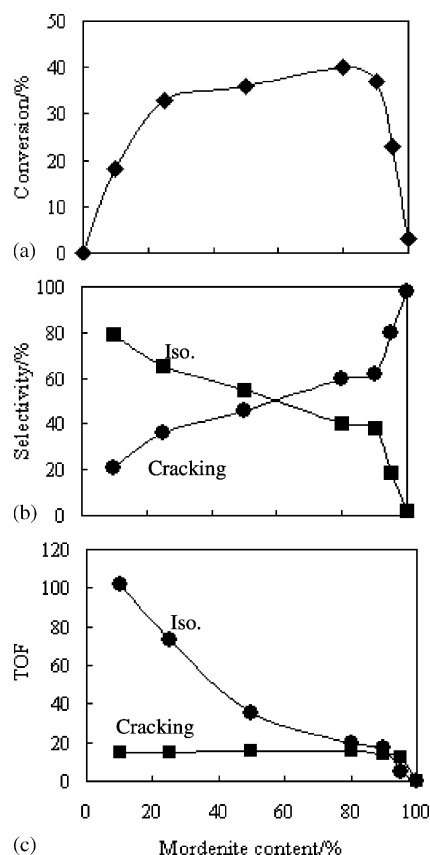 50
40
30
20
10
0
Conversion/%
(a)
100
80
60
40
20
0
Selectivity/%
Iso.
Cracking
(b)
120
100
80
60
40
20
0
TOF
Iso.
Cracking
0 20 40 60 80 100
Mordenite content/%
(c)